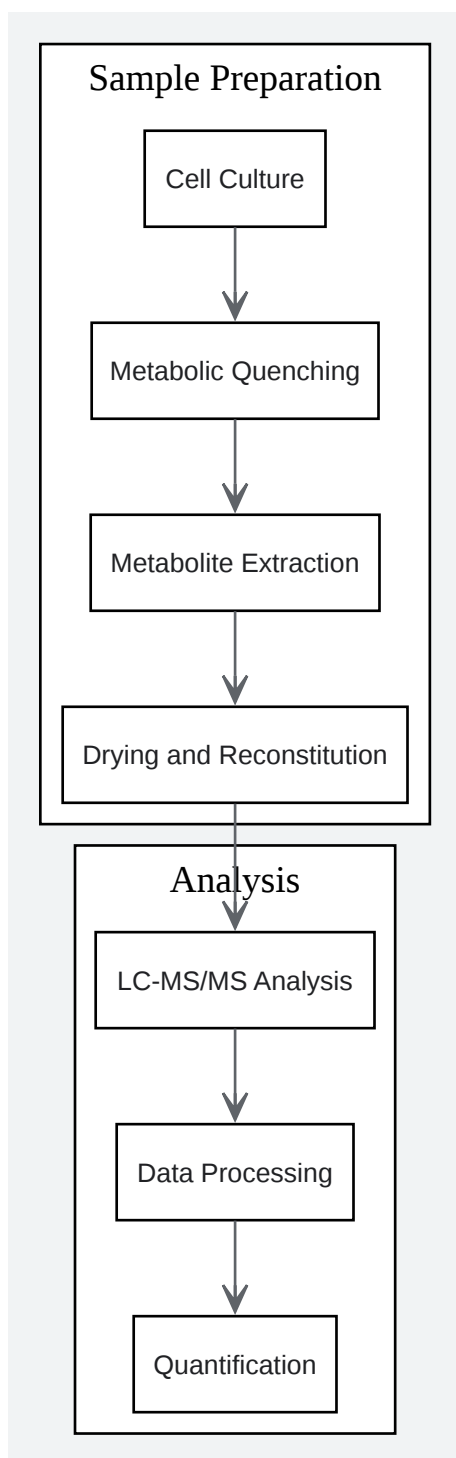 Sample Preparation
Cell Culture
Metabolic Quenching
Metabolite Extraction
Drying and Reconstitution
Analysis
LC-MS/MS Analysis
Data Processing
Quantification